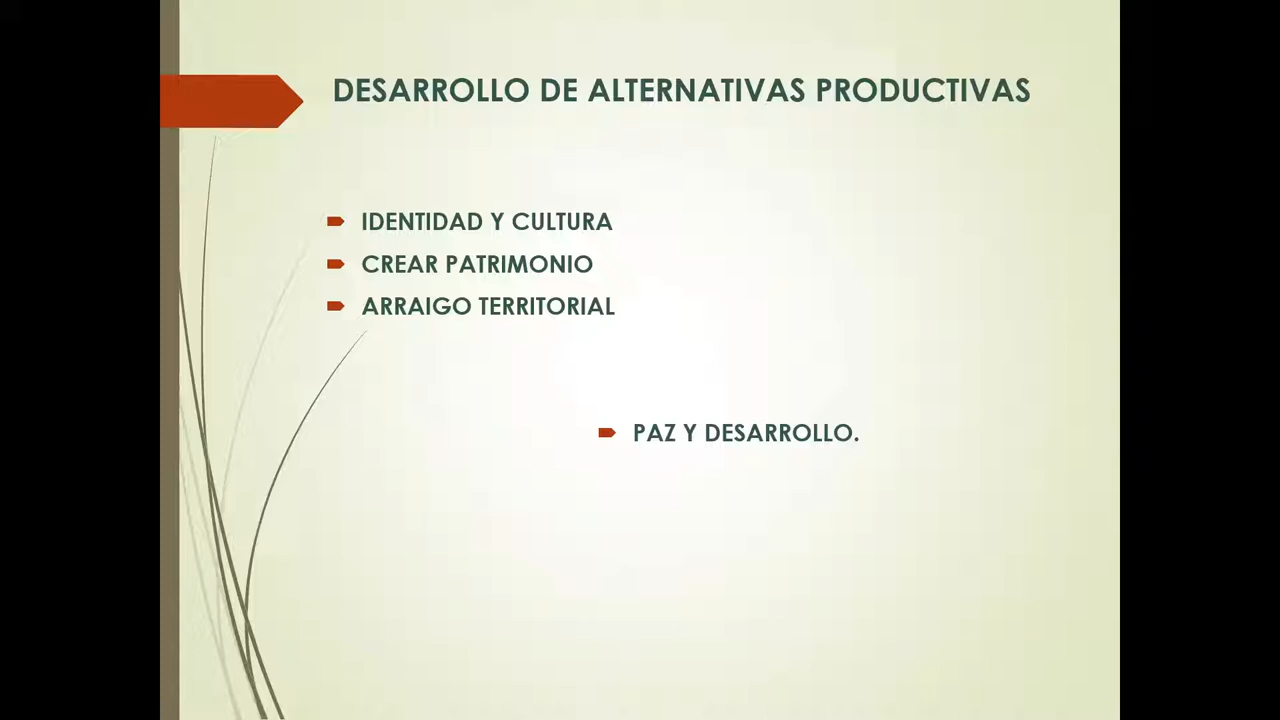 DESARROLLO DE ALTERNATIVAS PRODUCTIVAS
IDENTIDAD Y CULTURA
CREAR PATRIMONIO
ARRAIGO TERRITORIAL
PAZ Y DESARROLLO.